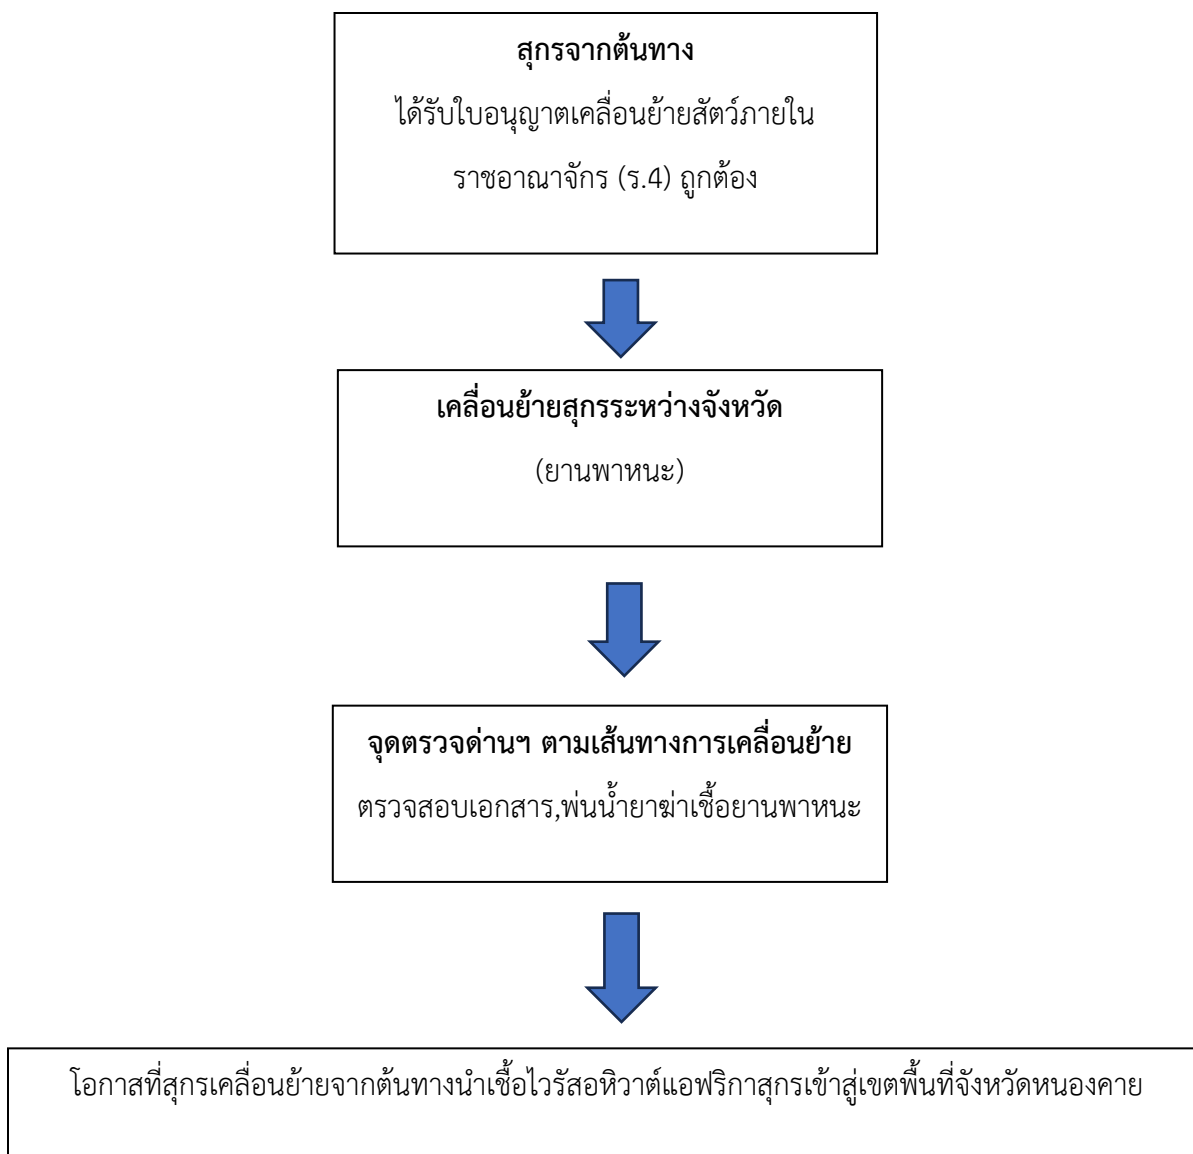 สุกรจากต้นทาง
ได้รับใบอนุญาตเคลื่อนย้ายสัตว์ภายใน
ราชอาณาจักร (ร.4) ถูกต้อง
เคลื่อนย้ายสุกรระหว่างจังหวัด
(ยานพาหนะ)
จุดตรวจด่านฯ ตามเส้นทางการเคลื่อนย้าย
ตรวจสอบเอกสาร,พ่นน้ำยาฆ่าเชื้อยานพาหนะ
โอกาสที่สุกรเคลื่อนย้ายจากต้นทางนำเชื้อไวรัสอหิวาต์แอฟริกาสุกรเข้าสู่เขตพื้นที่จังหวัดหนองคาย